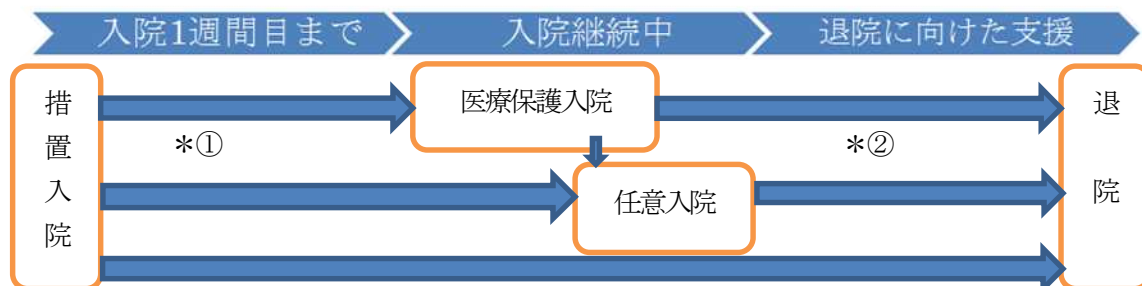 入院1週間目まで
入院継続中
退院に向けた支援
措置入院
医療保護入院
退院
*①
*②
任意入院